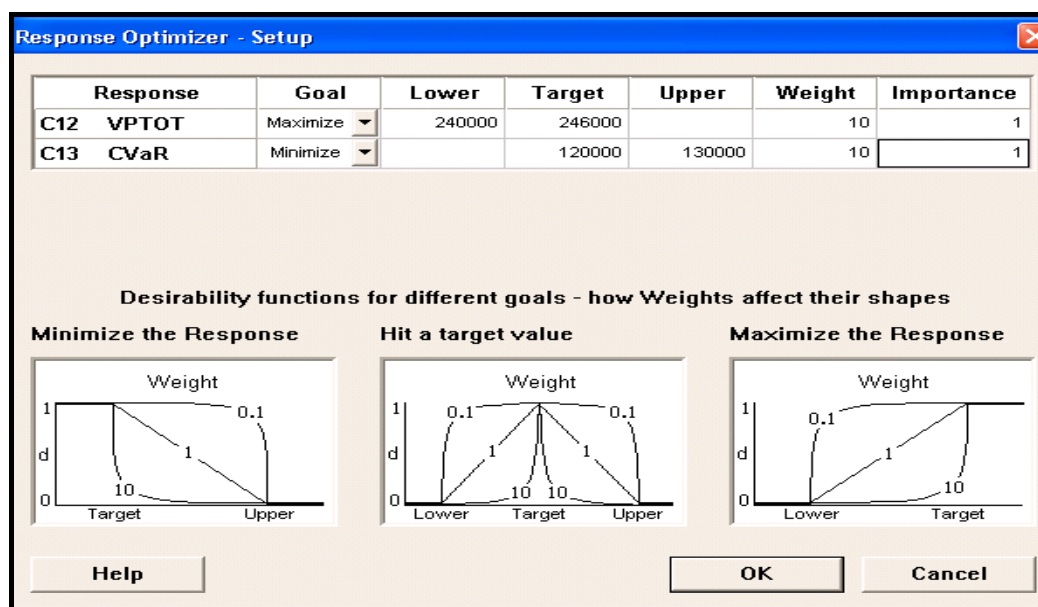 Response Optimizer - Setup
Response Goal Lower Target Upper Weight Importance
C12 VPTOT Maximize 240000 246000 10 1
C13 CVaR Minimize 120000 130000 10 1
Desirability functions for different goals - how Weights affect their shapes
Minimize the Response Hit a target value Maximize the Response
Weight Weight Weight
1 0.1 1 0.1 0.1 1 0.1
d 1 d 1 1 d 1
0 10 0 10 10 0 10
Target Upper Lower Target Upper Lower Target
Help OK Cancel